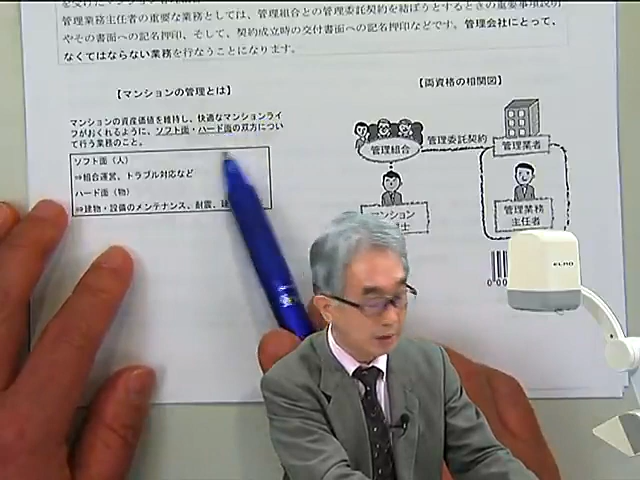 管理業務主任者の重要な業務としては、管理組合との管理委託契約を結ぼうとするときの重要事項説明
やその書面への記名押印、そして、契約成立時の交付書面への記名押印などです。管理会社にとって、
なくてはならない業務を行なうことになります。
【マンションの管理とは】
マンションの資産価値を維持し、快適なマンションライ
フがおくれるように、ソフト面・ハード面の双方につい
て行う業務のこと。
ソフト面（人）
⇒組合運営、トラブル対応など
ハード面（物）
⇒建物・設備のメンテナンス、耐震、
【両資格の相関図】
管理組合
管理委託契約
管理業者
マンション
士
管理業務
主任者
ELMO